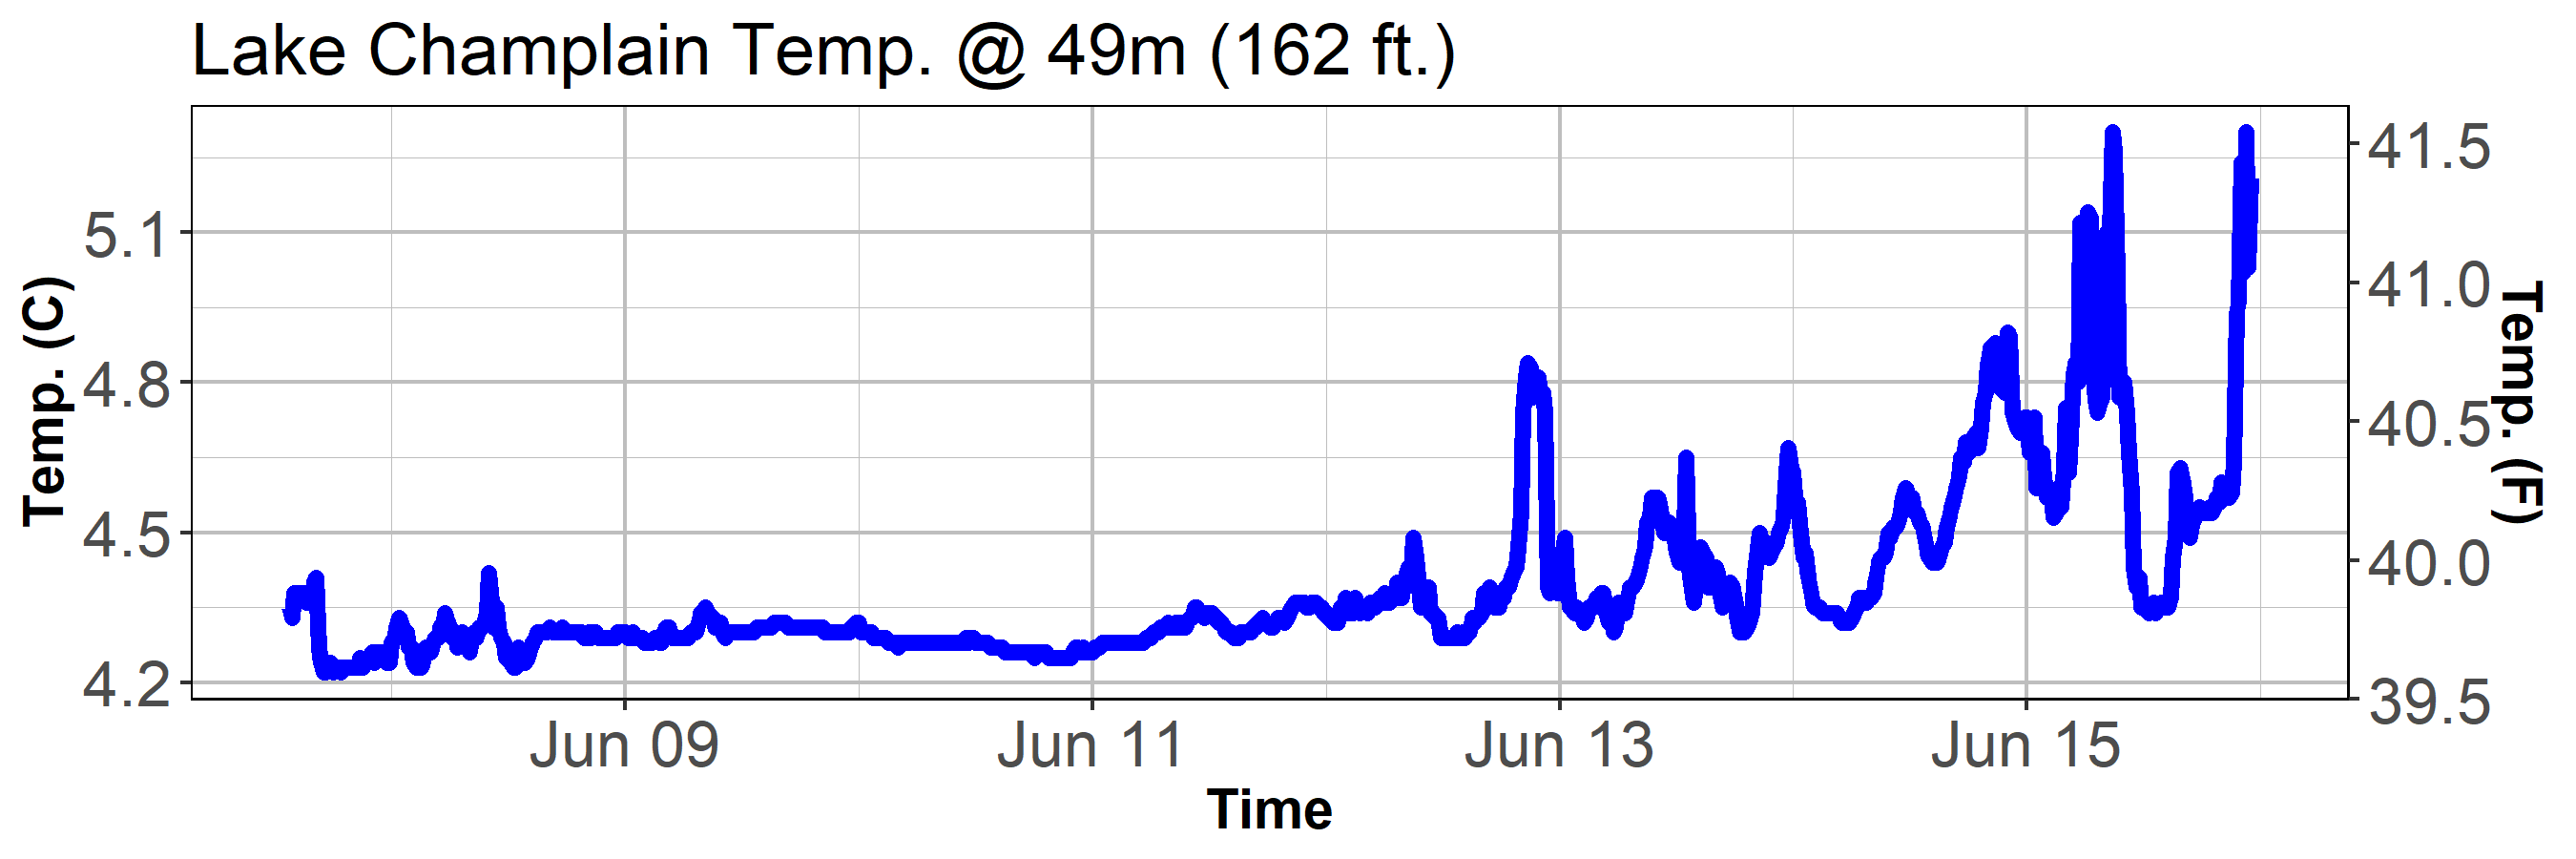 Lake Champlain Temp. @ 49m (162 ft.)
Temp. (C)
5.1
4.8
4.5
4.2
41.5
41.0
40.5
40.0
39.5
Temp. (F)
Jun 09
Jun 11
Jun 13
Jun 15
Time